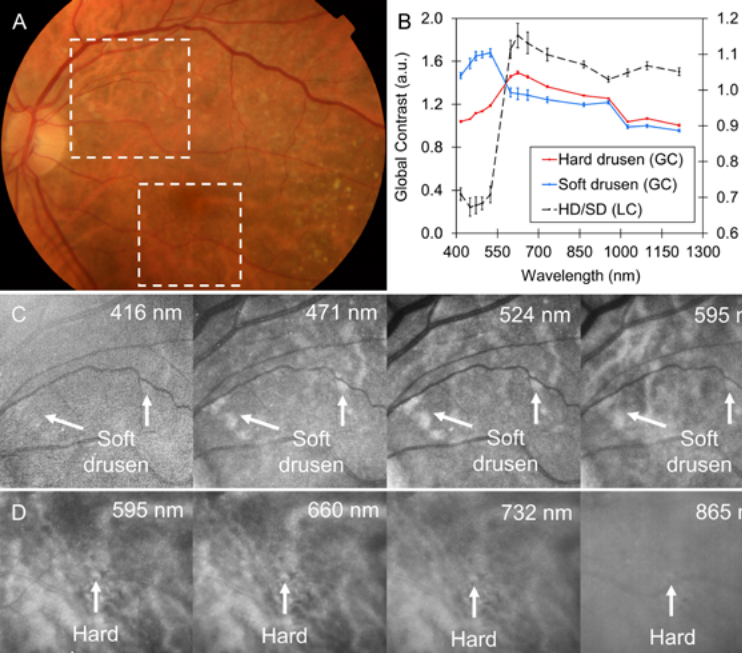 A
B
2.0
1.6
1.2
0.8
0.4
0.0
Global Contrast (a.u.)
1.2
1.1
1.0
0.9
0.8
0.7
0.6
Hard drusen (GC)
Soft drusen (GC)
HD/SD (LC)
400 550 700 850 1000 1150 1300
Wavelength (nm)
C
416 nm
471 nm
524 nm
595 n
Soft
drusen
Soft
drusen
Soft
drusen
Soft
drusen
D
595 nm
660 nm
732 nm
865 n
Hard
Hard
Hard
Hard